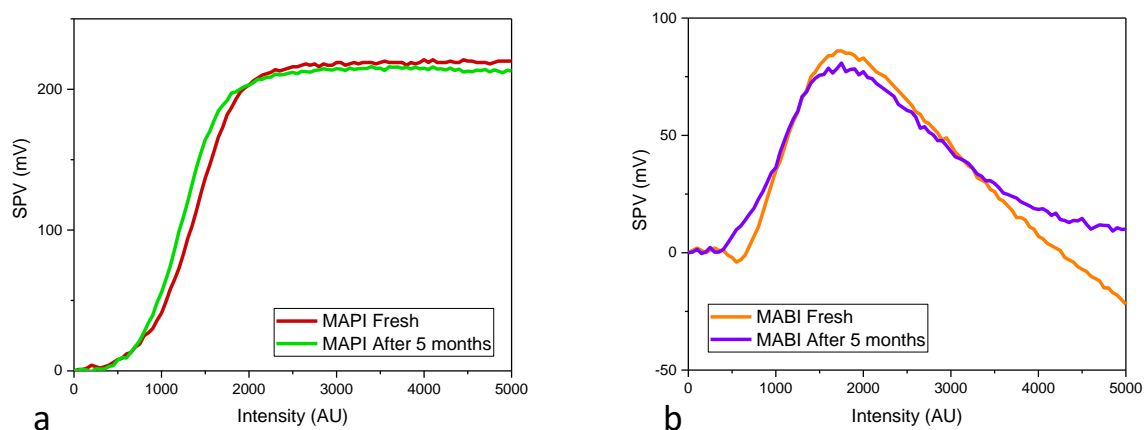 200
100
0
SPV (mV)
MAPI Fresh
MAPI After 5 months
0 1000 2000 3000 4000 5000
Intensity (AU)
a
100
50
0
-50
SPV (mV)
MABI Fresh
MABI After 5 months
0 1000 2000 3000 4000 5000
Intensity (AU)
b